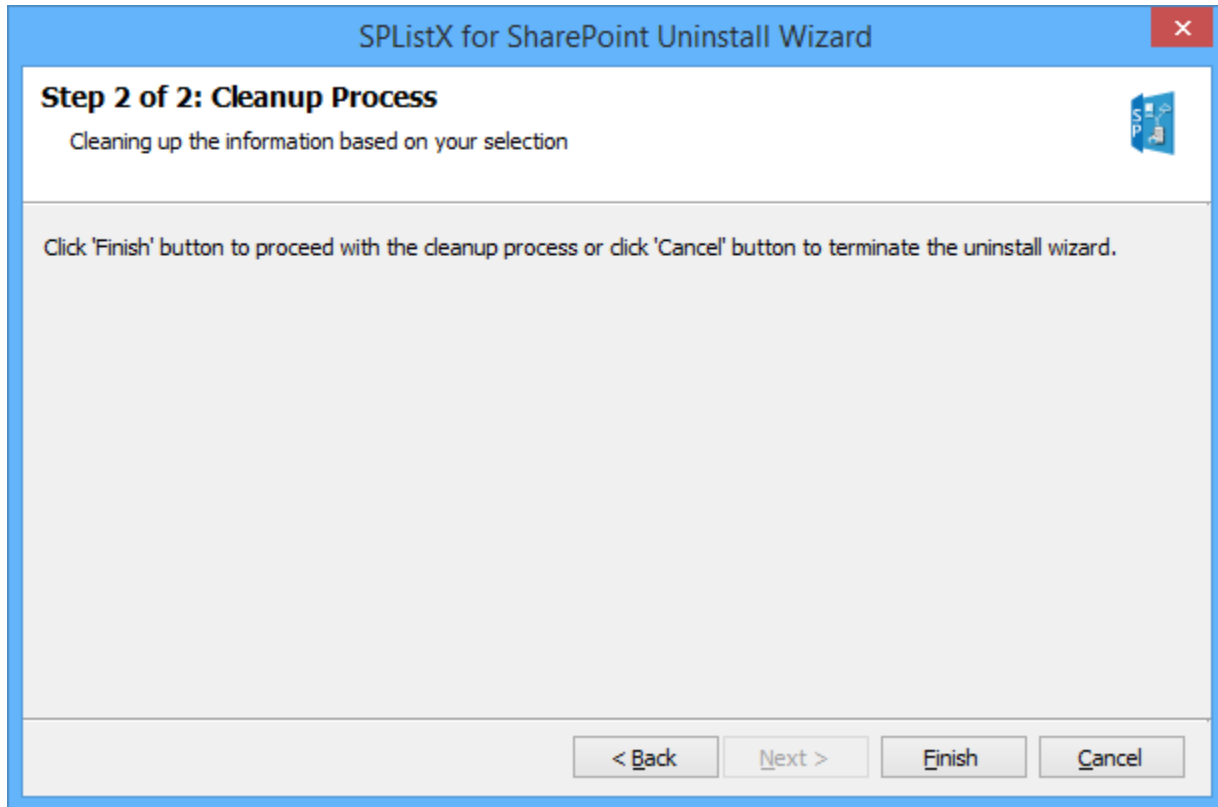 SPListX for SharePoint Uninstall Wizard
Step 2 of 2: Cleanup Process
Cleaning up the information based on your selection
S
P
Click 'Finish' button to proceed with the cleanup process or click 'Cancel' button to terminate the uninstall wizard.
< Back
Next >
Finish
Cancel